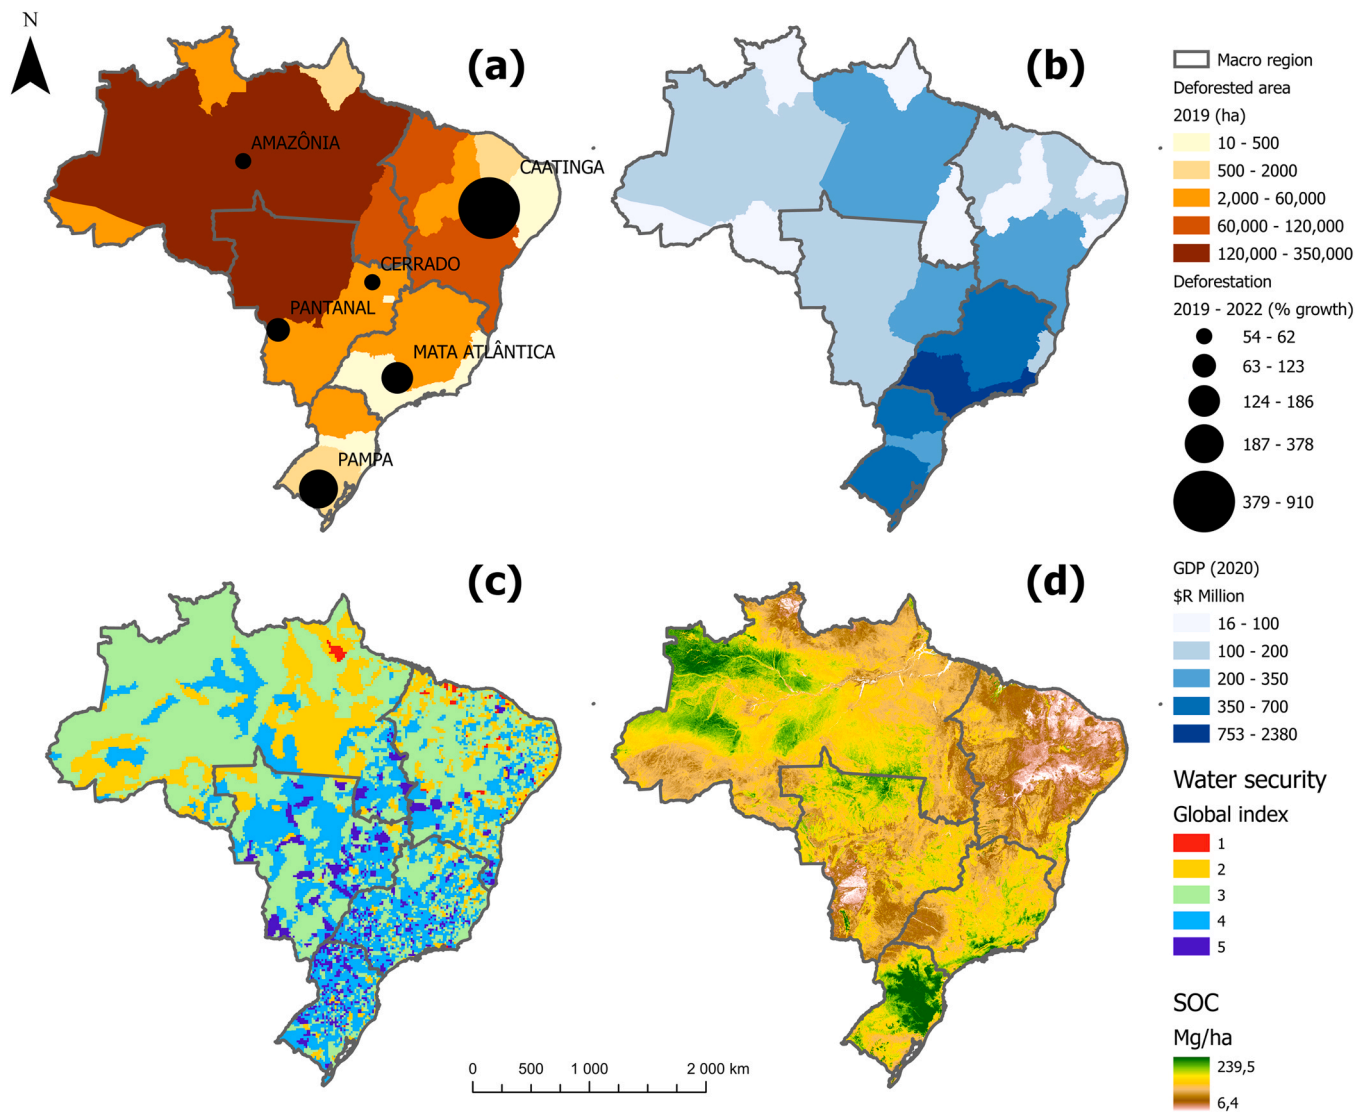 N
(a)
AMAZÔNIA
CAATINGA
CERRADO
PANTANAL
MATA ATLÂNTICA
PAMPA
(b)
Macro region
Deforested area
2019 (ha)
10 - 500
500 - 2000
2,000 - 60,000
60,000 - 120,000
120,000 - 350,000
Deforestation
2019 - 2022 (% growth)
54 - 62
63 - 123
124 - 186
187 - 378
379 - 910
GDP (2020)
$R Million
16 - 100
100 - 200
200 - 350
350 - 700
753 - 2380
(c)
(d)
Water security
Global index
1
2
3
4
5
SOC
Mg/ha
239,5
6,4
0 500 1 000 2 000 km